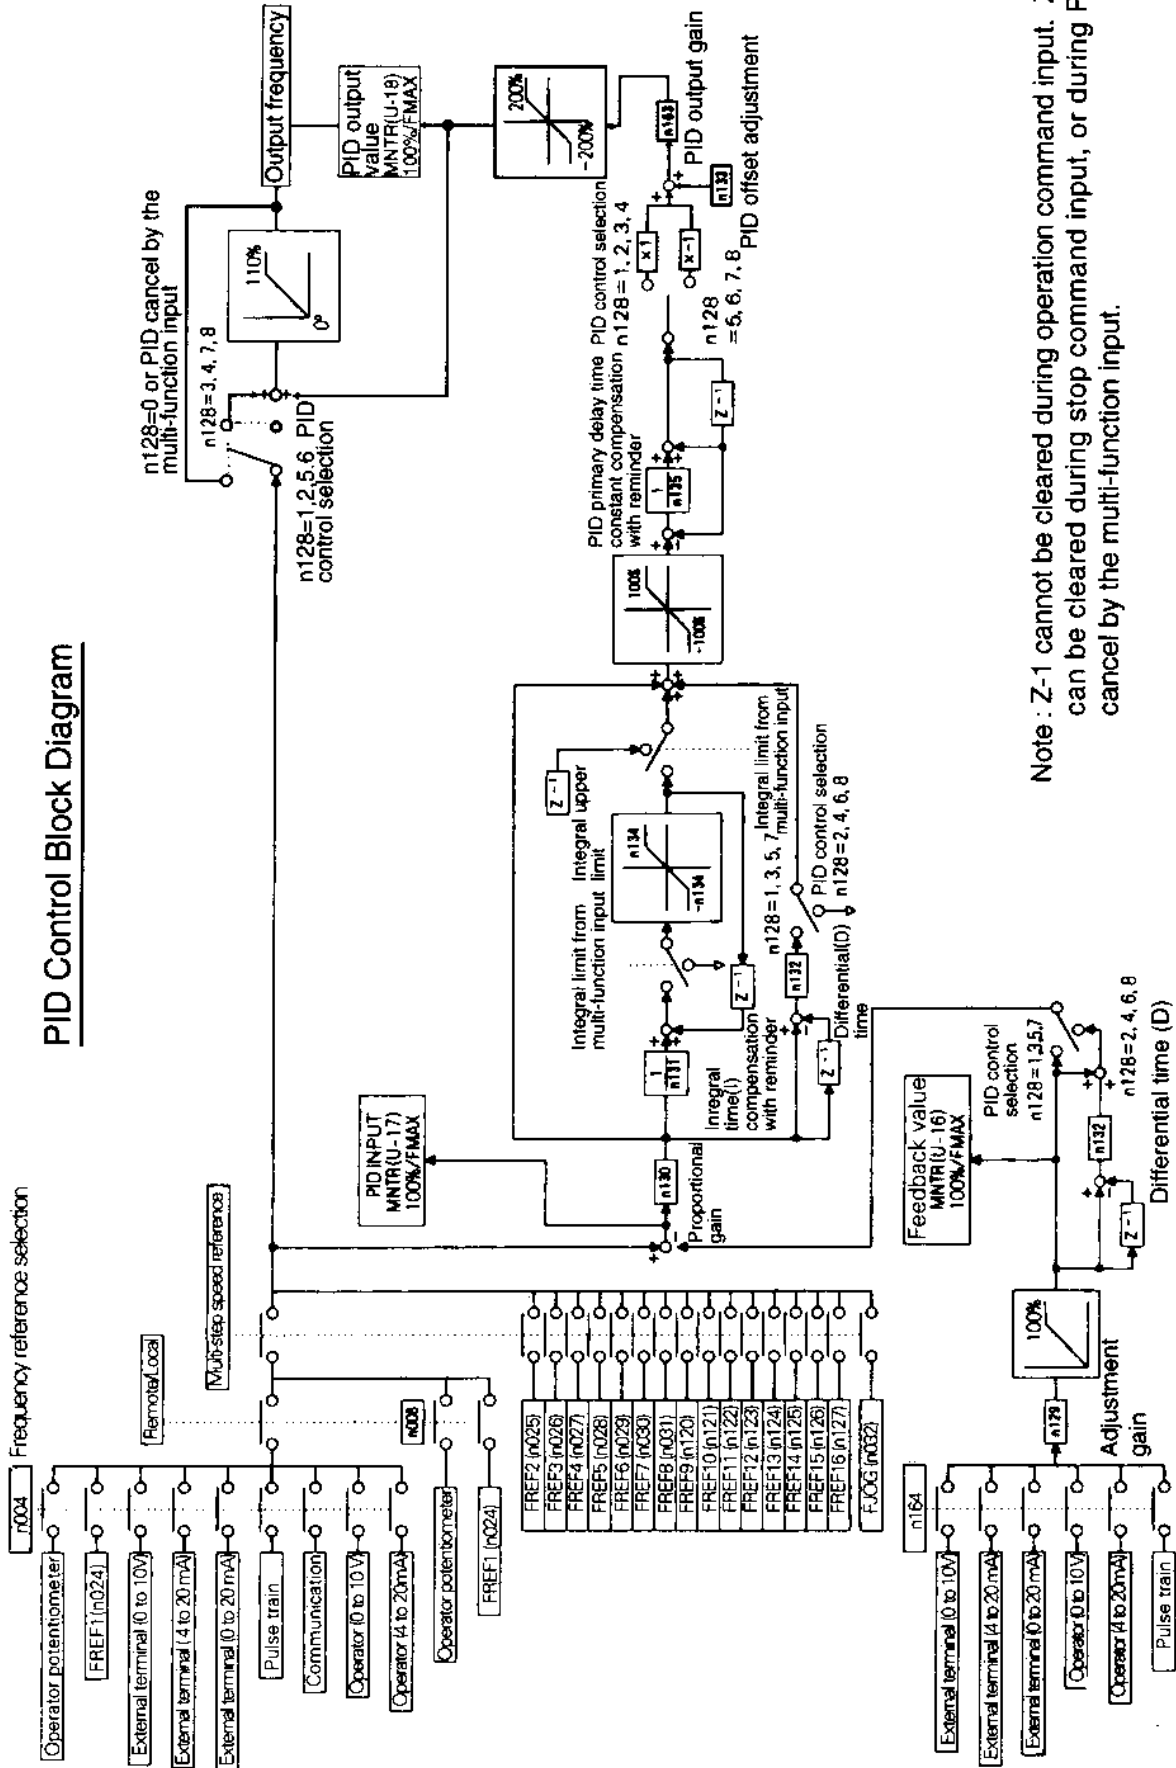 PID Control Block Diagram
n004
Frequency reference selection
Operator potentiometer
FREF1(n024)
External terminal (0 to 10V)
External terminal (4 to 20 mA)
External terminal (0 to 20 mA)
Pulse train
Communication
Operator (0 to 10 V)
Operator (4 to 20mA)
Remote/Local
n008
Operator potentiometer
FREF1 (n024)
Multi-step speed reference
FREF2 (n025)
FREF3 (n026)
FREF4 (n027)
FREF5 (n028)
FREF6 (n029)
FREF7 (n030)
FREF8 (n031)
FREF9 (n120)
FREF10 (n121)
FREF11 (n122)
FREF12 (n123)
FREF13 (n124)
FREF14 (n125)
FREF15 (n126)
FREF16 (n127)
FJOG (n032)
n164
External terminal (0 to 10V)
External terminal (4 to 20 mA)
External terminal (0 to 20 mA)
Operator (0 to 10V)
Operator (4 to 20mA)
Pulse train
n129
Adjustment
gain
100%
Z -1
n132
Differential time (D)
n128=2, 4, 6, 8
PID control
selection
n128=1,3,5,7
Feedback value
MNTR(U-16)
100%/FMAX
PID INPUT
MNTR(U-17)
100%/FMAX
n130
Proportional
gain
1
n131
Inregral
time(I)
compensation
with reminder
Integral limit from
multi-function input
Integral upper
limit
n134
-n134
Z -1
Z -1
Integral limit from
multi-function input
n128=1, 3, 5, 7
PID control selection
n128=2, 4, 6, 8
n132
Z -1
Differential(D)
time
100%
-100%
PID primary delay time
constant compensation
with reminder
1
n135
Z -1
PID control selection
n128=1, 2, 3, 4
x1
x-1
n128
=5, 6, 7, 8
n133
PID offset adjustment
n163
PID output gain
200%
-200%
PID output
value
MNTR(U-18)
100%/FMAX
Output frequency
110%
0°
n128=0 or PID cancel by the
multi-function input
n128=3, 4, 7, 8
n128=1,2,5,6 PID
control selection
Note : Z-1 cannot be cleared during operation command input.
can be cleared during stop command input, or during
cancel by the multi-function input.